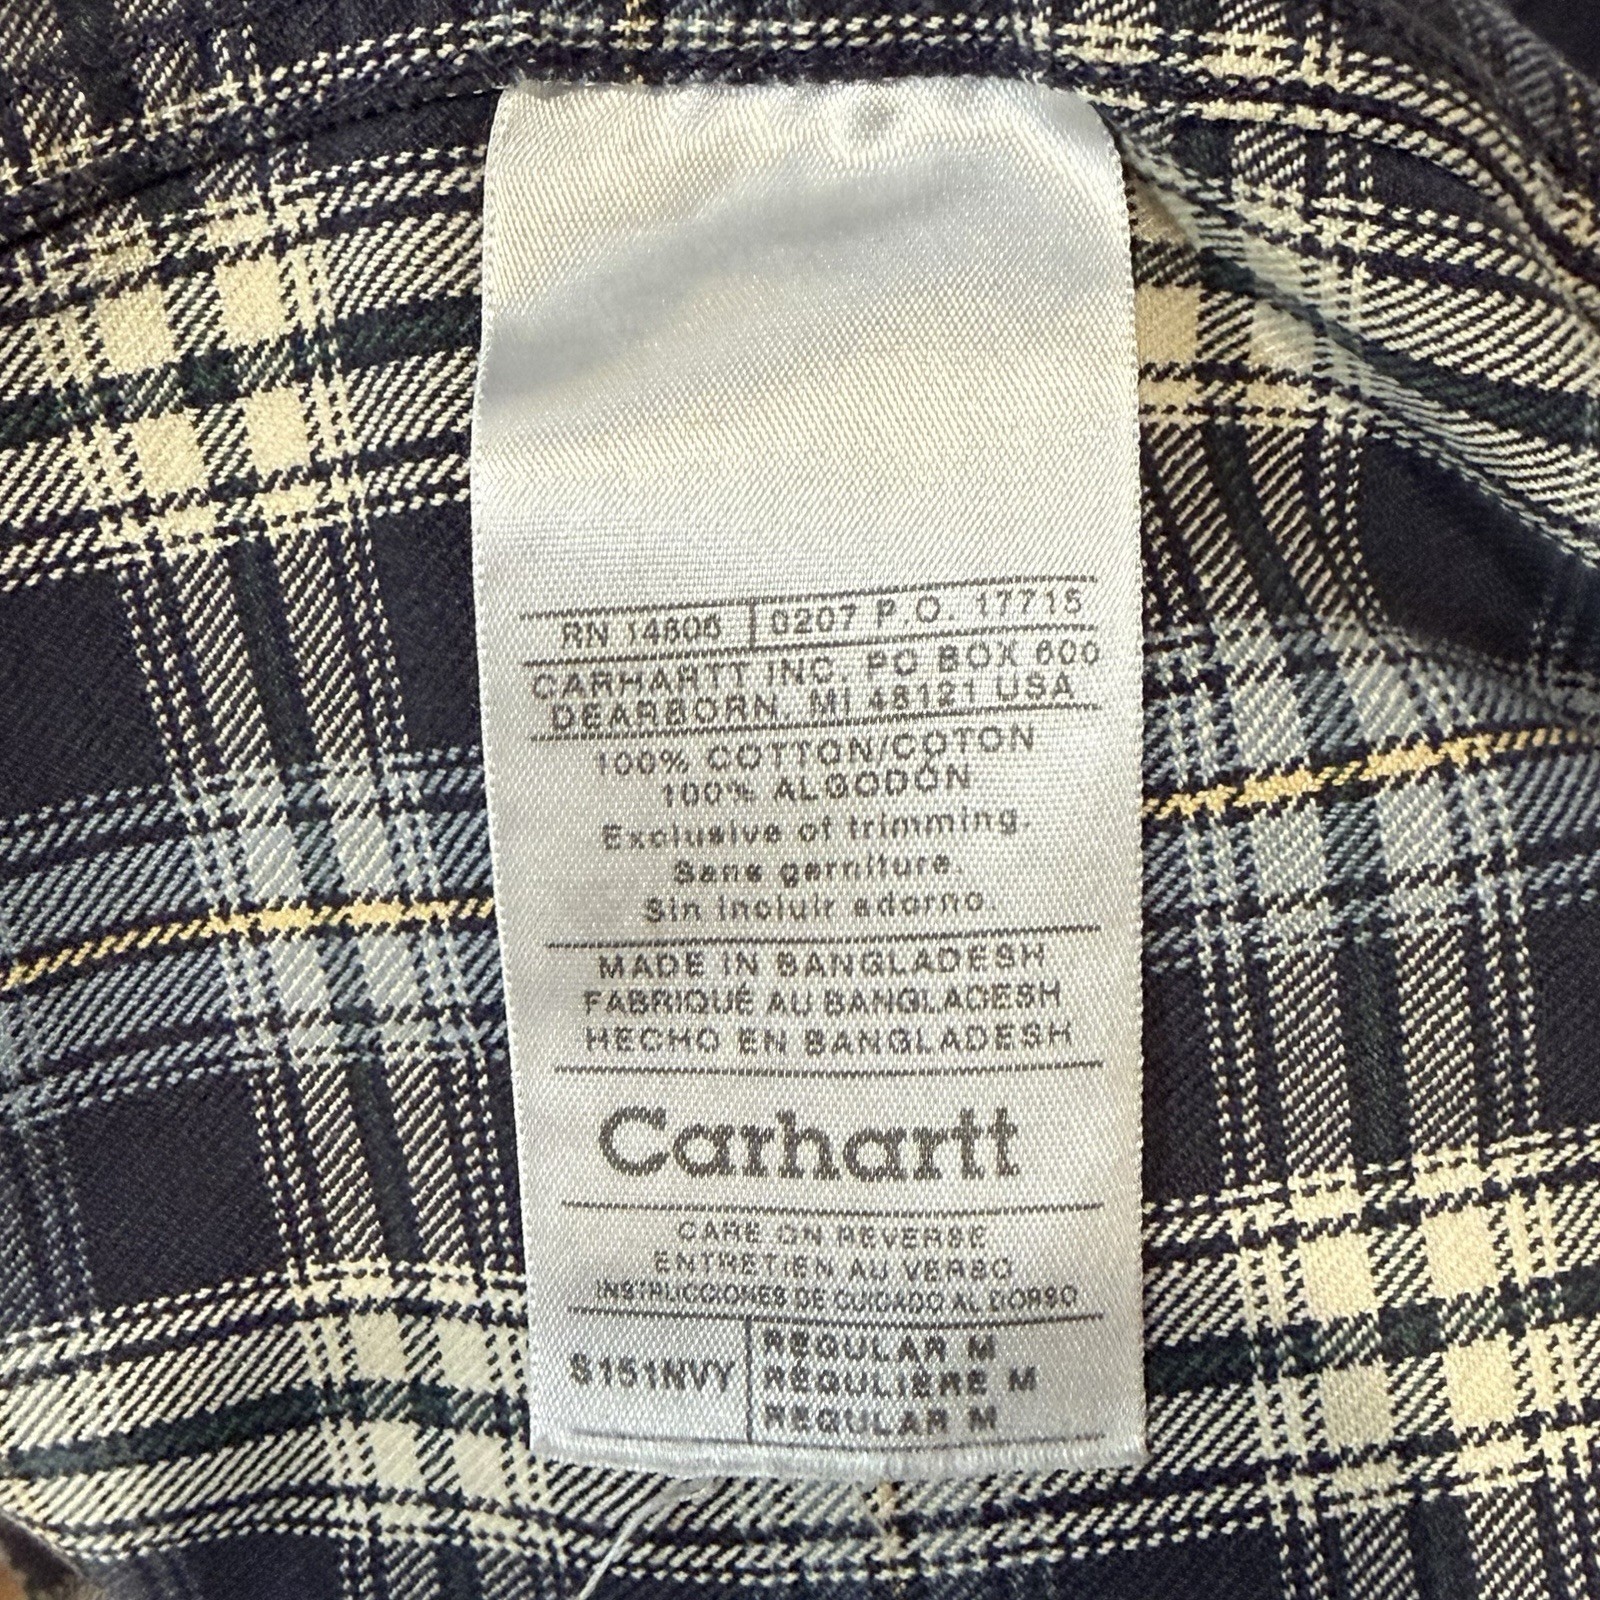 RN 14806 0207 P.O. 17715
CARHARTT INC. PO BOX 600
DEARBORN, MI 48121 USA
100% COTTON/COTON
100% ALGODÓN
Exclusive of trimming.
Sans garniture.
Sin incluir adorno.
MADE IN BANGLADESH
FABRIQUÉ AU BANGLADESH
HECHO EN BANGLADESH
Carhartt
CARE ON REVERSE
ENTRETIEN AU VERSO
INSTRUCCIONES DE CUIDADO AL DORSO
S151NVY
REGULAR M
RÉGULIÈRE M
REGULAR M